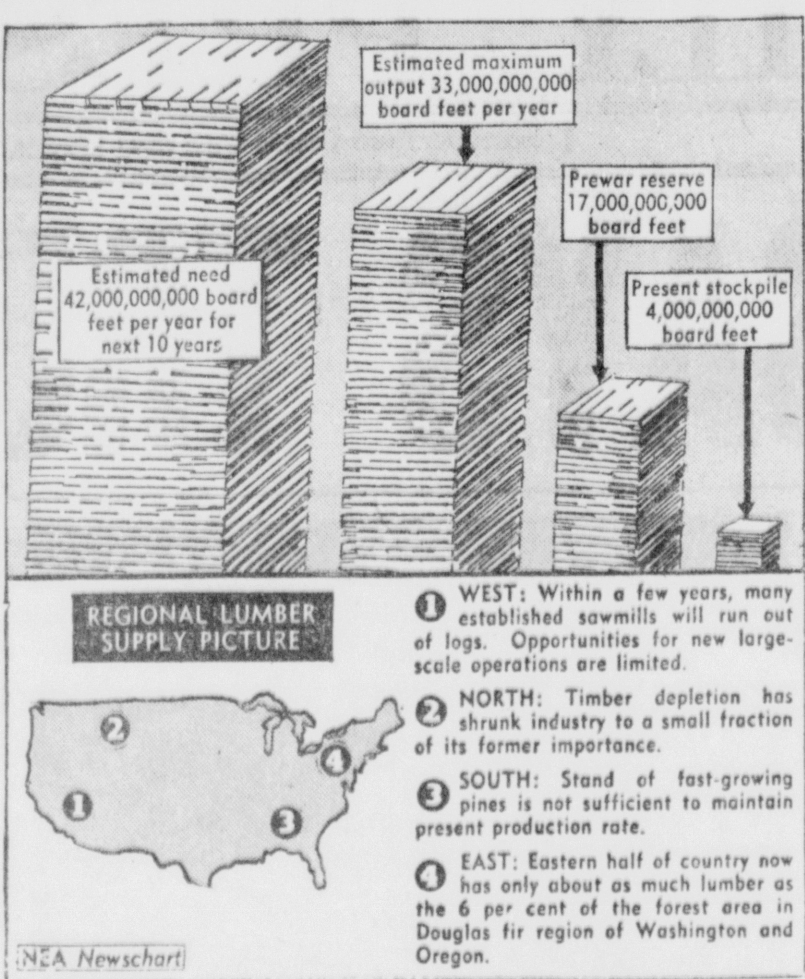 Estimated maximum
output 33,000,000,000
board feet per year
Prewar reserve
17,000,000,000
board feet
Estimated need
42,000,000,000 board
feet per year for
next 10 years
Present stockpile
4,000,000,000
board feet
REGIONAL LUMBER
SUPPLY PICTURE
1
2
3
4
1 WEST: Within a few years, many
established sawmills will run out
of logs. Opportunities for new large-
scale operations are limited.
2 NORTH: Timber depletion has
shrunk industry to a small fraction
of its former importance.
3 SOUTH: Stand of fast-growing
pines is not sufficient to maintain
present production rate.
4 EAST: Eastern half of country now
has only about as much lumber as
the 6 per cent of the forest area in
Douglas fir region of Washington and
Oregon.
NEA Newschart